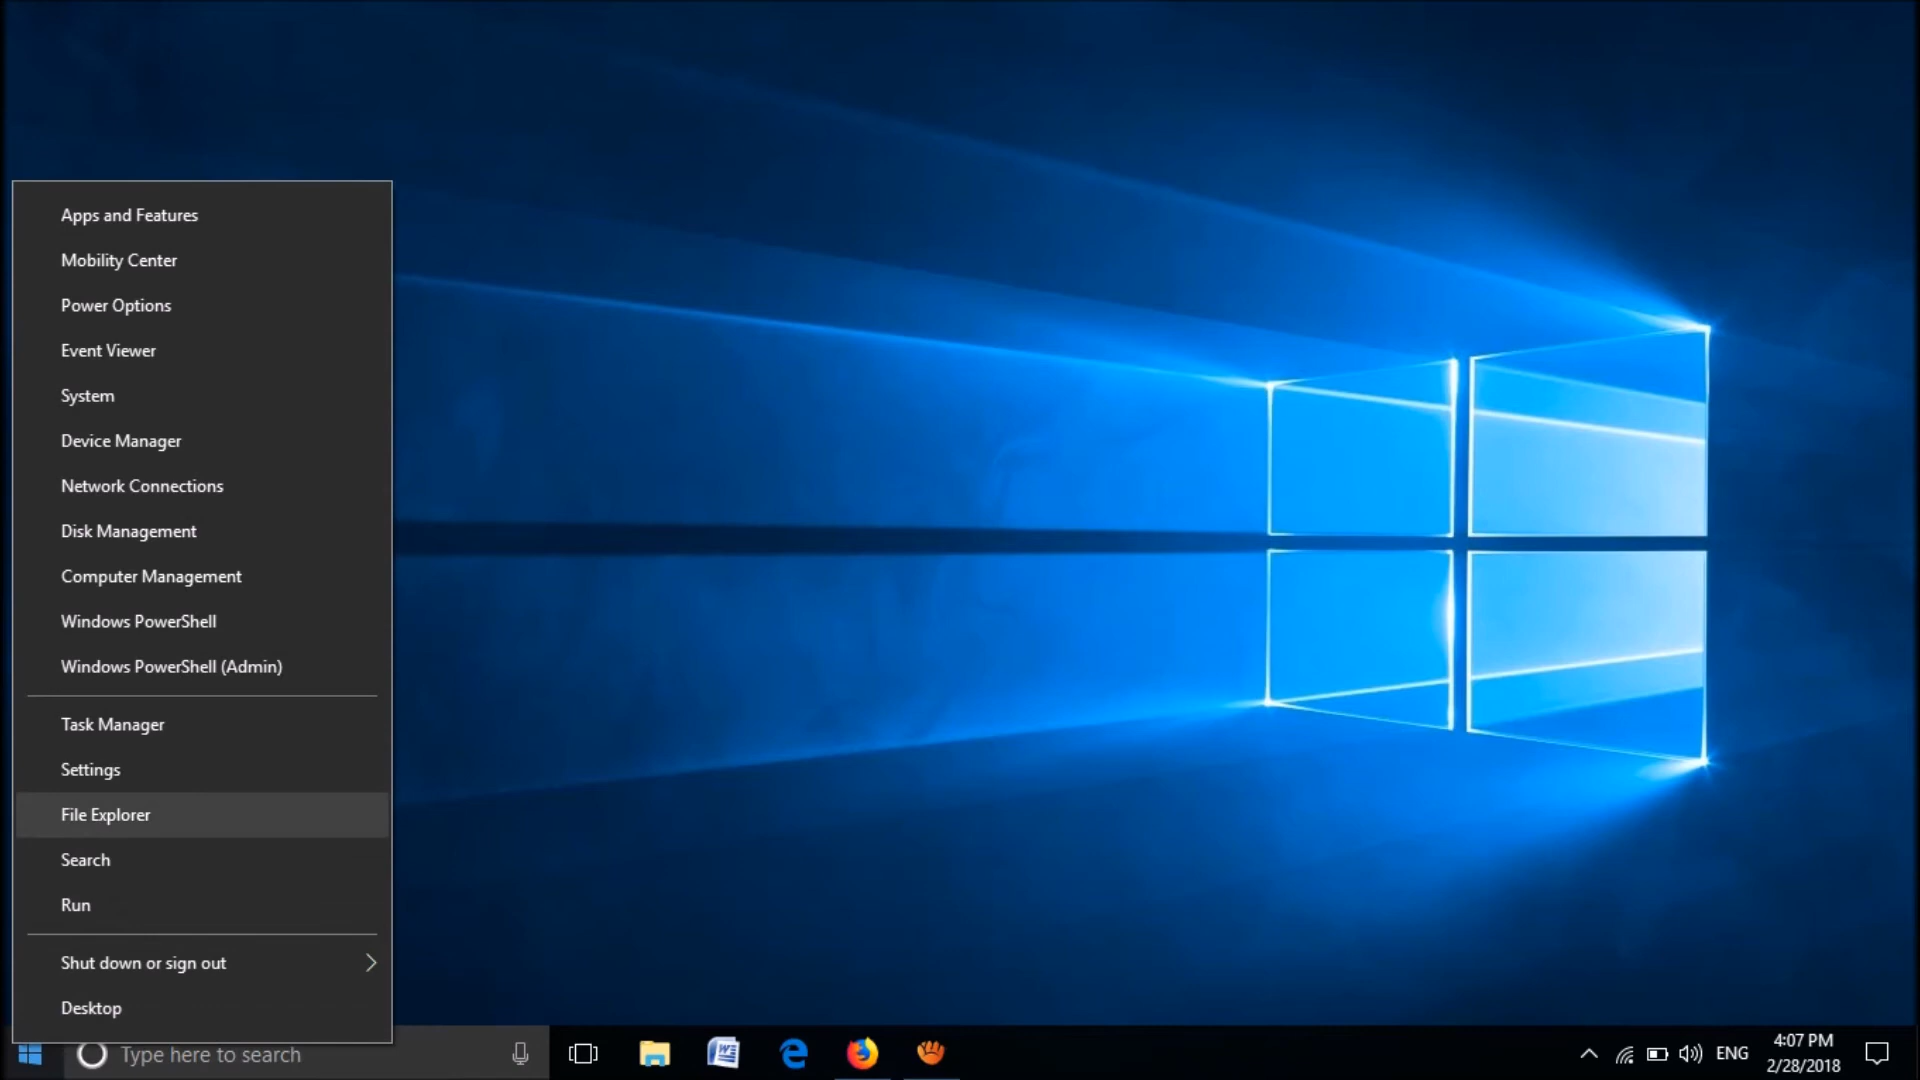 Apps and Features
Mobility Center
Power Options
Event Viewer
System
Device Manager
Network Connections
Disk Management
Computer Management
Windows PowerShell
Windows PowerShell (Admin)
Task Manager
Settings
File Explorer
Search
Run
Shut down or sign out
Desktop
Type here to search
W
ENG
4:07 PM
2/28/2018